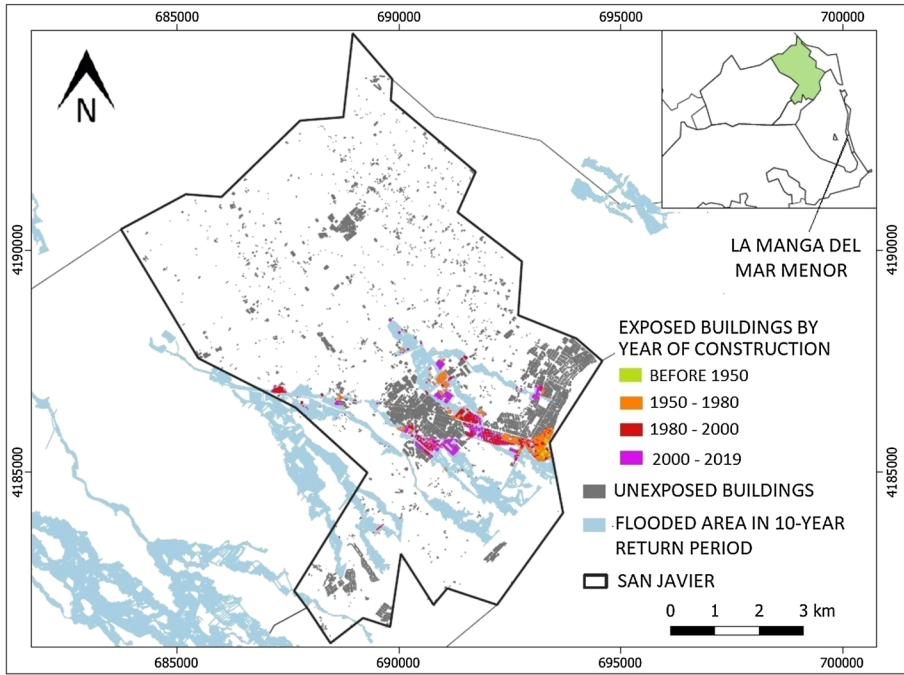 685000 690000 695000 700000
N
LA MANGA DEL
MAR MENOR
4190000 4190000
EXPOSED BUILDINGS BY
YEAR OF CONSTRUCTION
BEFORE 1950
1950 - 1980
1980 - 2000
2000 - 2019
4185000 4185000
UNEXPOSED BUILDINGS
FLOODED AREA IN 10-YEAR
RETURN PERIOD
SAN JAVIER
0 1 2 3 km
685000 690000 695000 700000